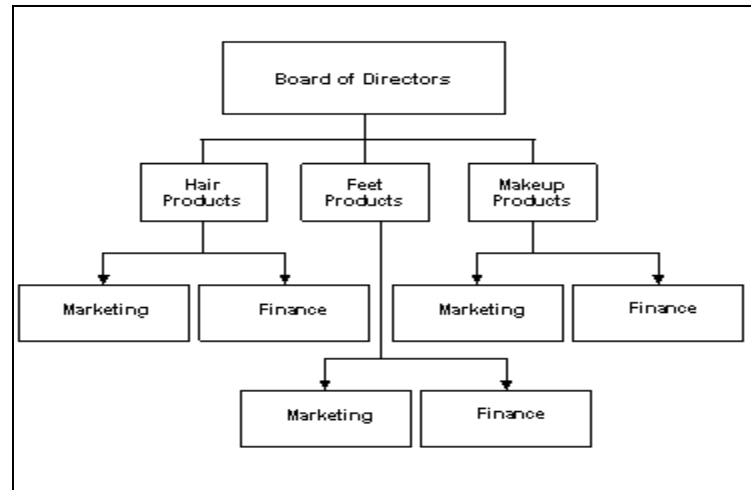 Board of Directors
Hair
Products
Feet
Products
Makeup
Products
Marketing
Finance
Marketing
Finance
Marketing
Finance